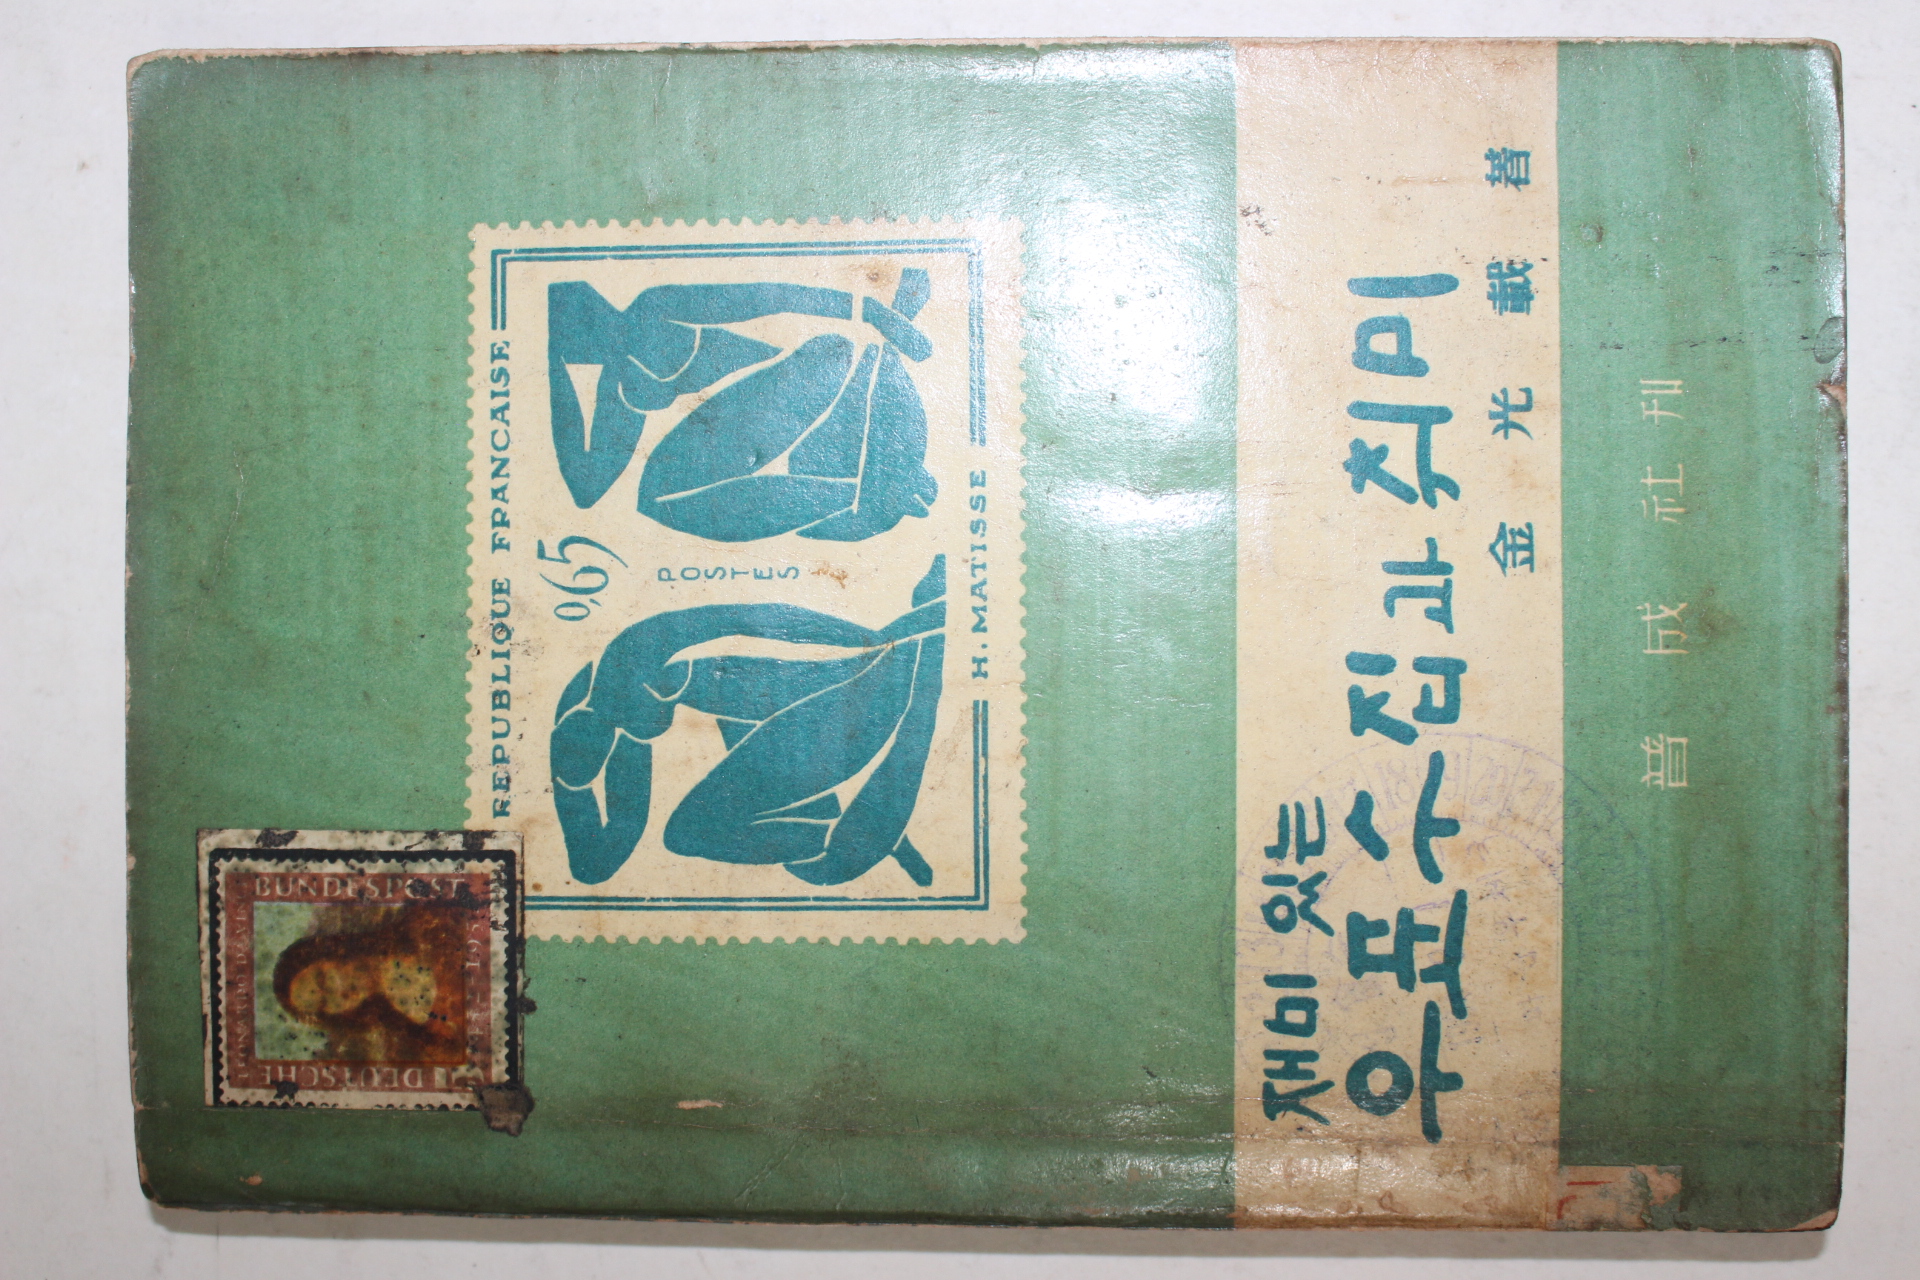 DEUTSCHE
BUNDESPOST
REPUBLIQUE FRANCAISE
0,65
POSTES
H. MATISSE
재미 있는
우표수집과 취미
金光載 著
普成社刊